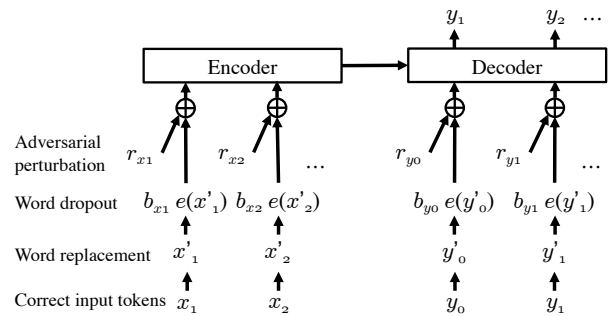 y₁ y₂ ...
Encoder Decoder
Adversarial
perturbation r_x1 r_x2 ... r_y0 r_y1 ...
Word dropout b_x1 e(x'₁) b_x2 e(x'₂) b_y0 e(y'₀) b_y1 e(y'₁)
Word replacement x'₁ x'₂ y'₀ y'₁
Correct input tokens x₁ x₂ y₀ y₁